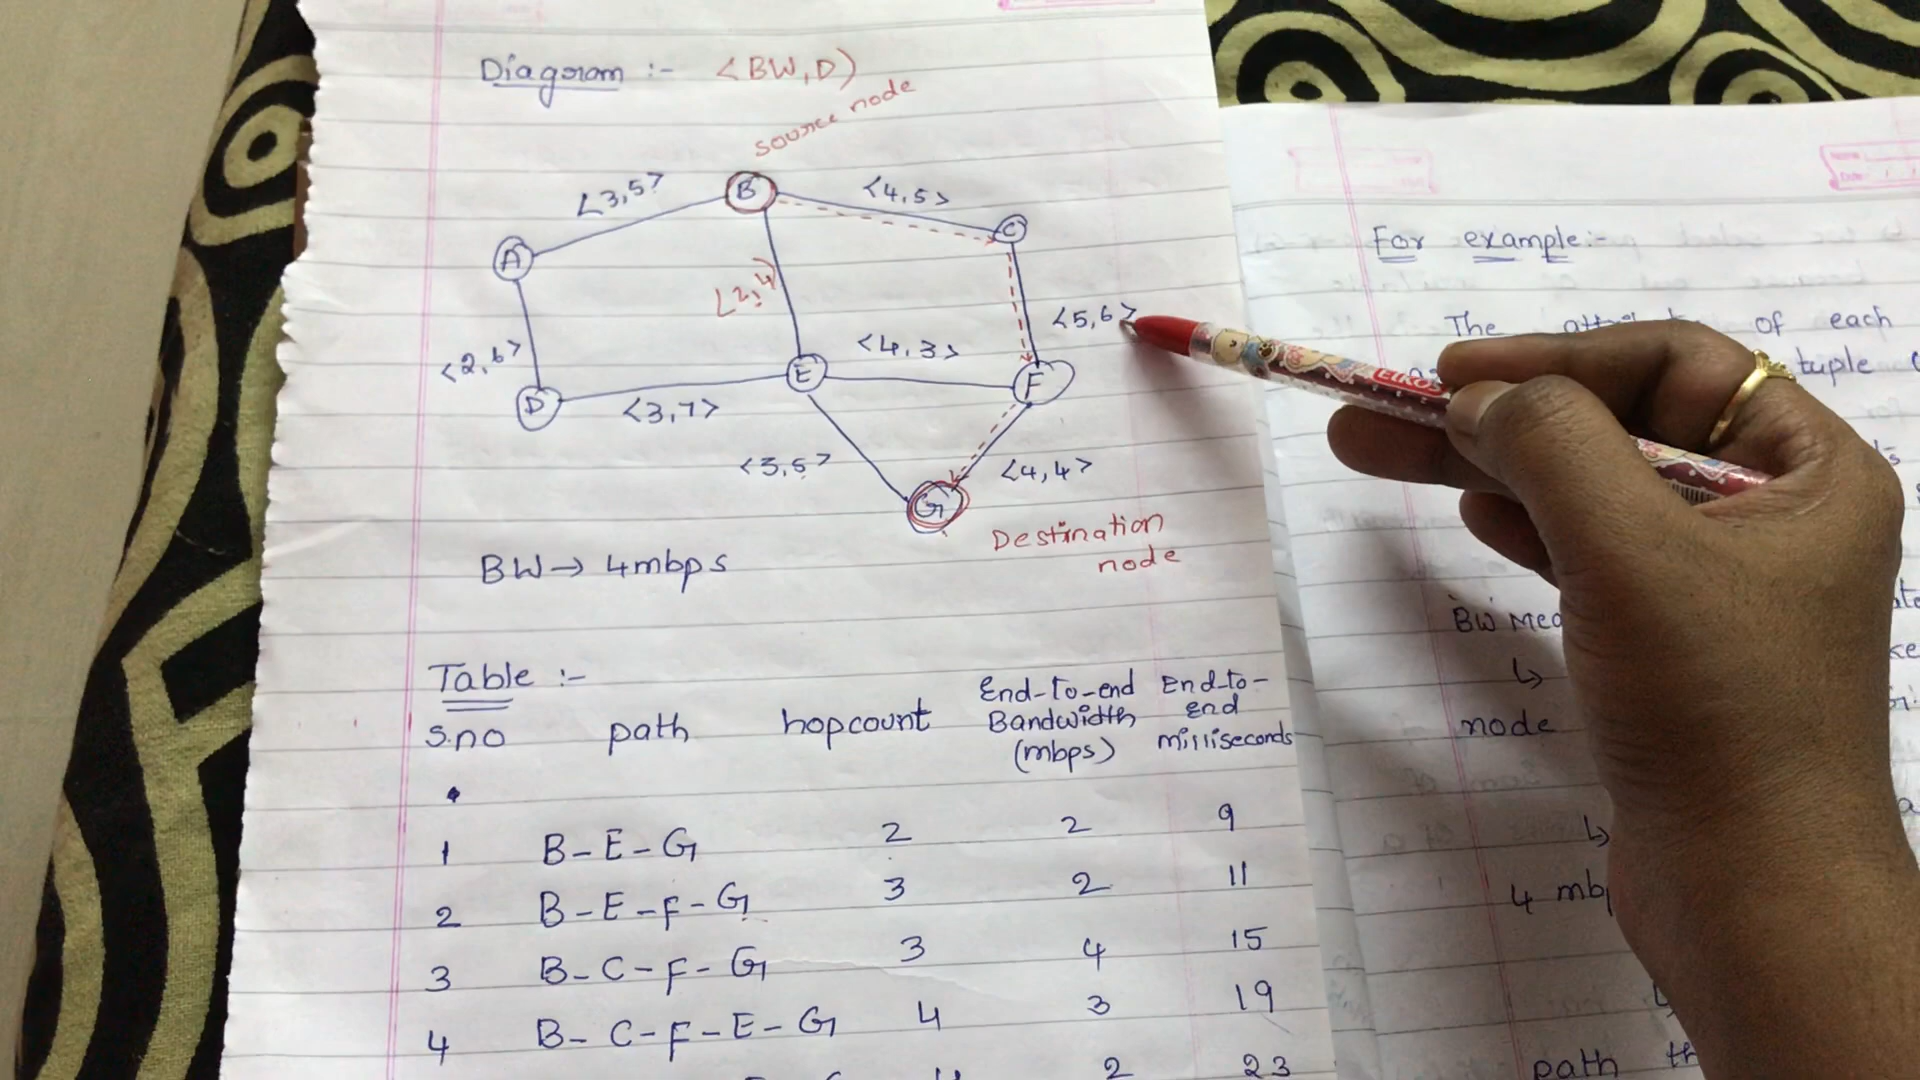 Diagram :- <BW, D)
source node
<3,5>
B
<4,5>
C
A
<2,4)
<5,6>
<2,6>
E
<4,3>
F
D
<3,7>
<3,5>
<4,4>
G
Destination
node
BW → 4mbps
Table :-
S.no path hopcount End-to-end Bandwidth (mbps) End-to-end milliseconds
1 B-E-G 2 2 9
2 B-E-F-G 3 2 11
3 B-C-F-G 3 4 15
4 B-C-F-E-G 4 3 19
2 23
For example:-
The of each
tuple
BW
node
4
path